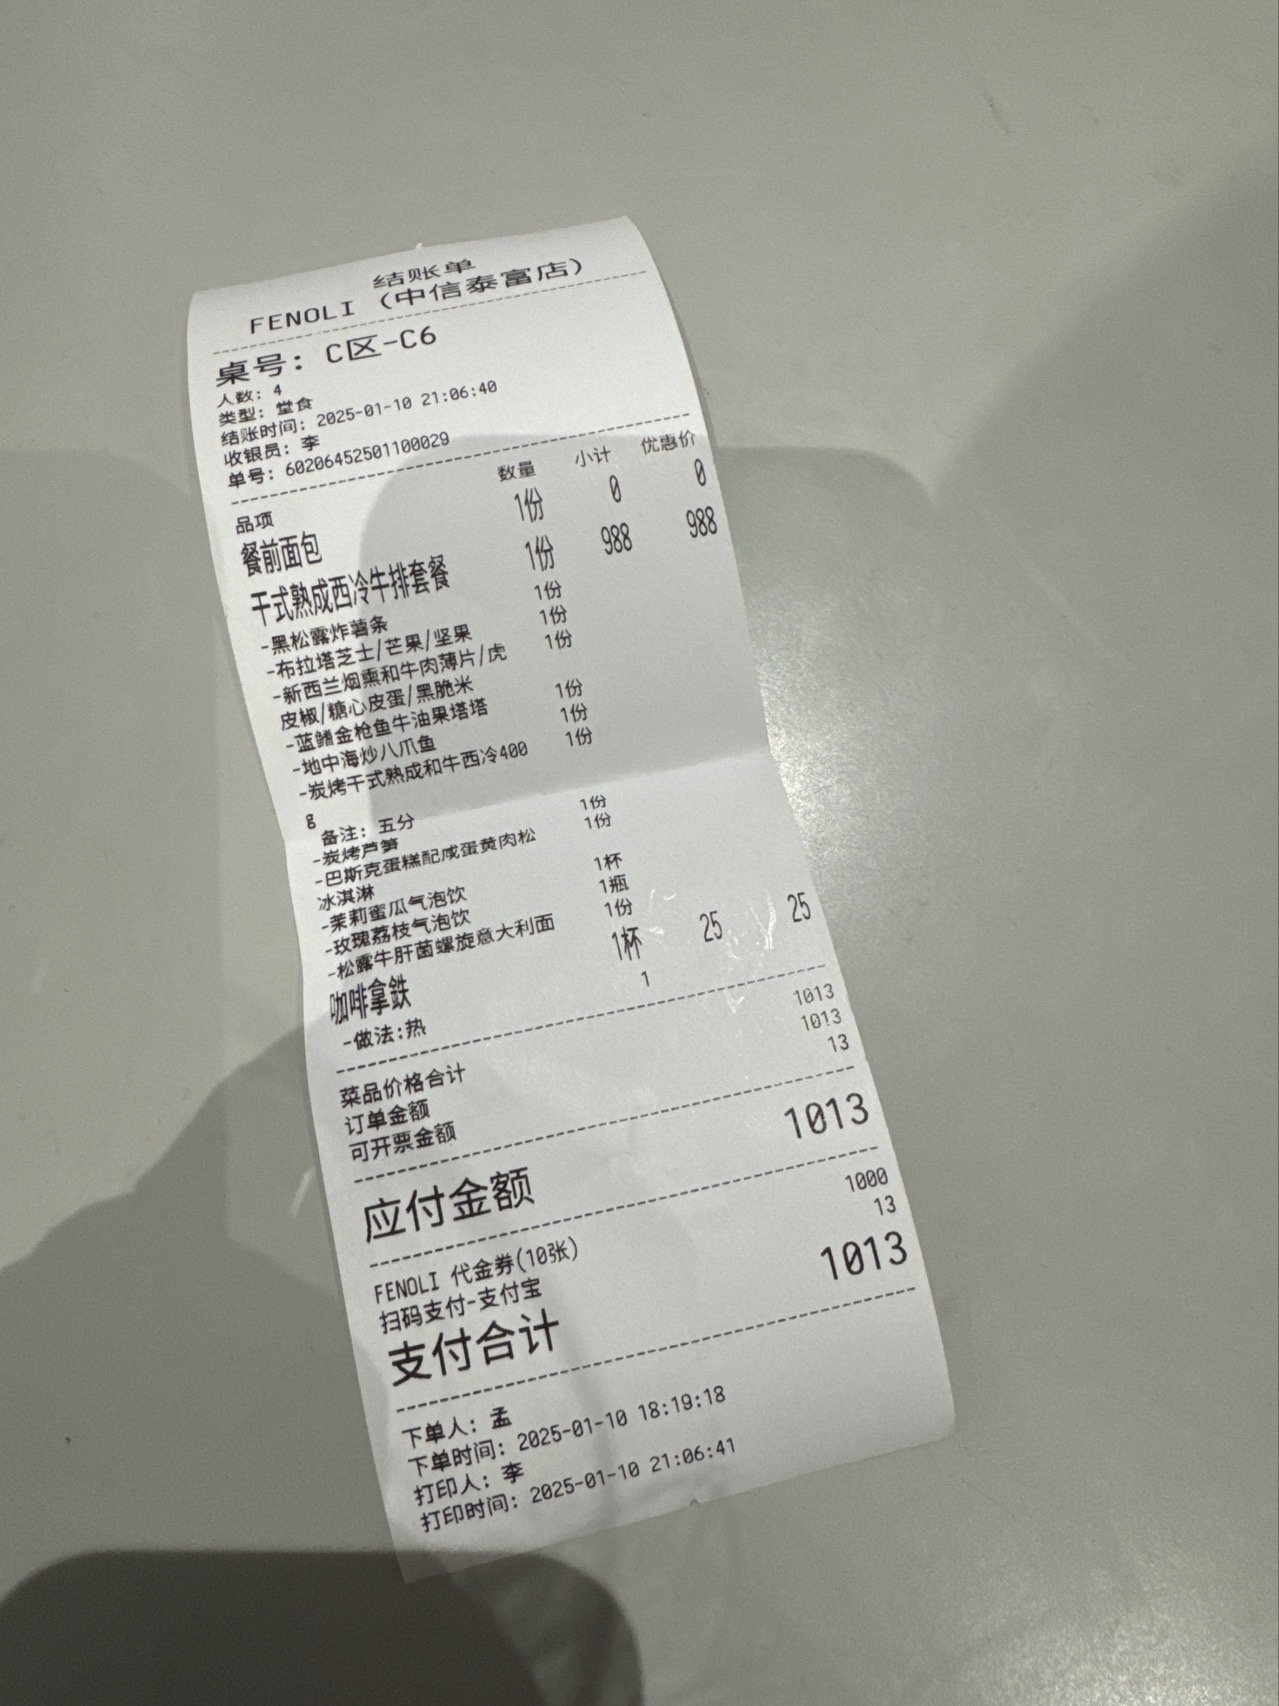 结账单
FENOLI (中信泰富店)
桌号: C区-C6
人数: 4
类型: 堂食
结账时间: 2025-01-10 21:06:40
收银员: 李
单号: 60206452501100029
品项 数量 小计 优惠价
餐前面包 1份 0 0
干式熟成西冷牛排套餐 1份 988 988
-黑松露炸薯条 1份
-布拉塔芝士/芒果/坚果 1份
-新西兰烟熏和牛肉薄片/虎 1份
皮椒/糖心皮蛋/黑脆米
-蓝鳍金枪鱼牛油果塔塔 1份
-地中海炒八爪鱼 1份
-炭烤干式熟成和牛西冷400 1份
g
备注: 五分
-炭烤芦笋 1份
-巴斯克蛋糕配咸蛋黄肉松 1份
冰淇淋
-茉莉蜜瓜气泡饮 1杯
-玫瑰荔枝气泡饮 1瓶
-松露牛肝菌螺旋意大利面 1份
咖啡拿鉄 1杯 25 25
-做法:热 1
菜品价格合计 1013
订单金额 1013
可开票金额 13
应付金额 1013
FENOLI 代金券(10张) 1000
扫码支付-支付宝 13
支付合计 1013
下单人: 孟
下单时间: 2025-01-10 18:19:18
打印人: 李
打印时间: 2025-01-10 21:06:41